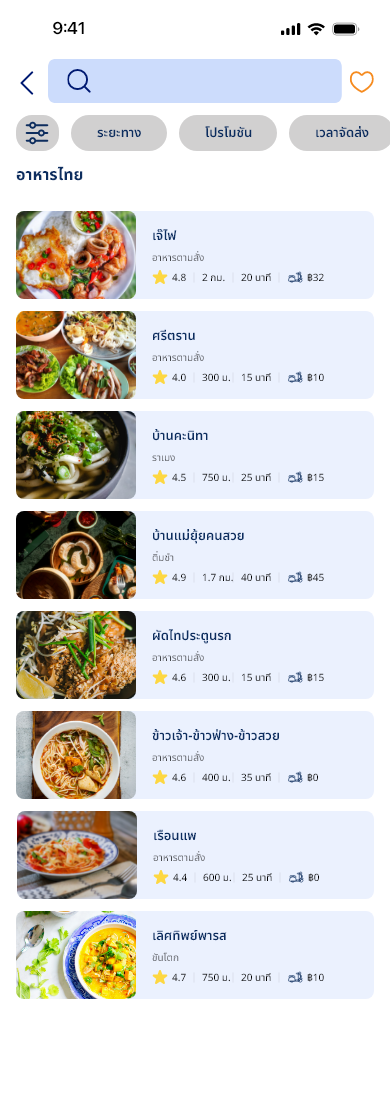 9:41
ระยะทาง
โปรโมชัน
เวลาจัดส่ง
อาหารไทย
เจ๊ไฟ
อาหารตามสั่ง
4.8 2 กม. 20 นาที ฿32
ศรีตราน
อาหารตามสั่ง
4.0 300 ม. 15 นาที ฿10
บ้านคะนิทา
ราเมง
4.5 750 ม. 25 นาที ฿15
บ้านแม่ยุ้ยคนสวย
ติ่มซำ
4.9 1.7 กม. 40 นาที ฿45
ผัดไทประตูนรก
อาหารตามสั่ง
4.6 300 ม. 15 นาที ฿15
ข้าวเจ้า-ข้าวฟ่าง-ข้าวสวย
อาหารตามสั่ง
4.6 400 ม. 35 นาที ฿0
เรือนแพ
อาหารตามสั่ง
4.4 600 ม. 25 นาที ฿0
เลิศทิพย์พารส
ขันโตก
4.7 750 ม. 20 นาที ฿10